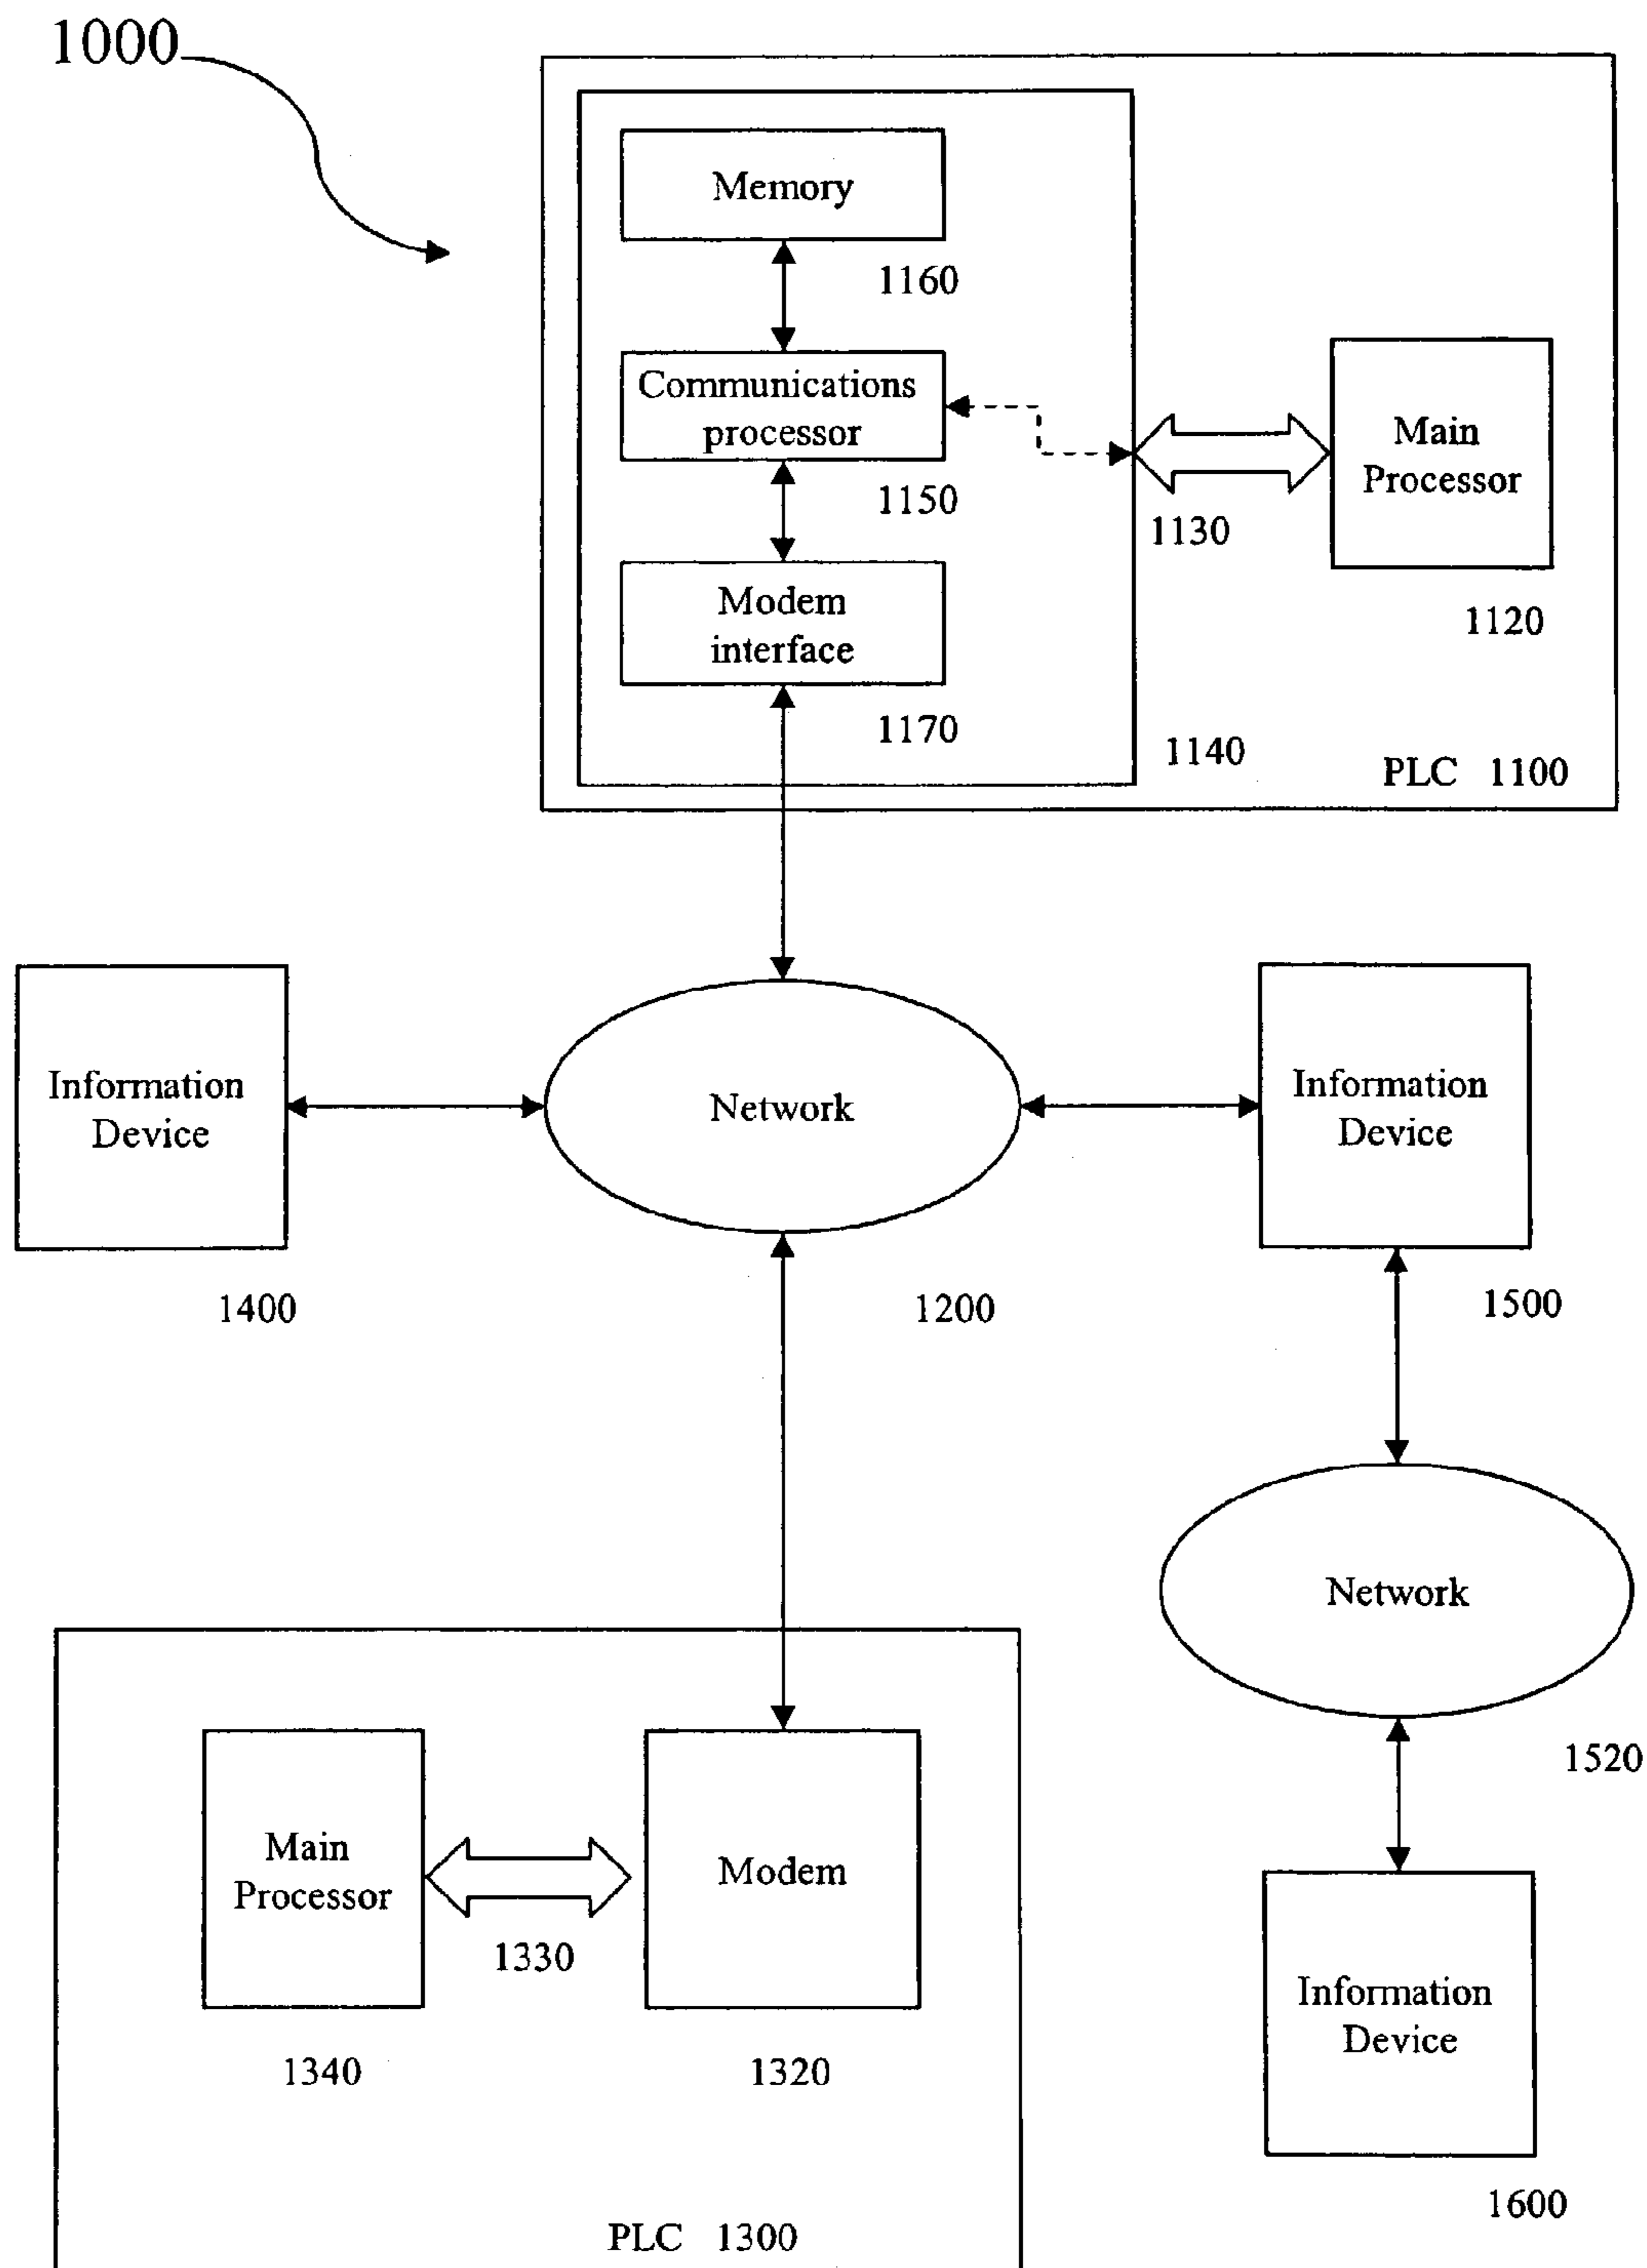 1000
Memory
1160
Communications
processor
1150
Modem
interface
1170
1130
Main
Processor
1120
1140
PLC 1100
Information
Device
1400
Network
1200
Information
Device
1500
Network
1520
Main
Processor
1340
1330
Modem
1320
PLC 1300
Information
Device
1600